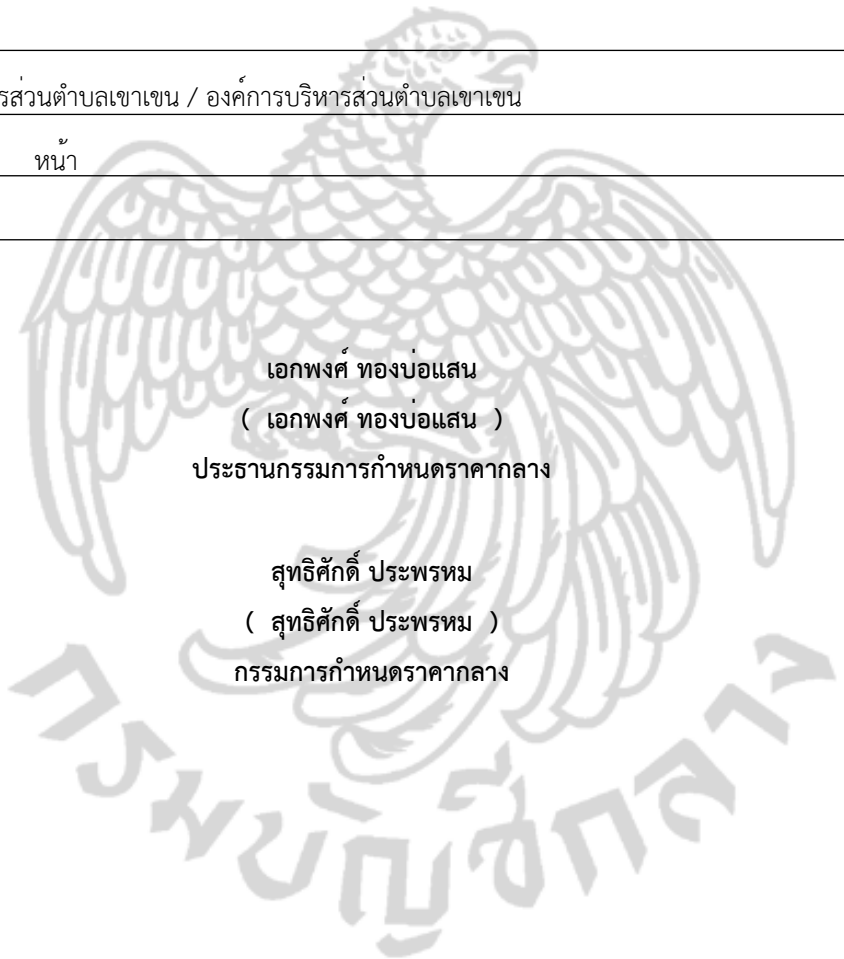 รส่วนตำบลเขาเขน / องค์การบริหารส่วนตำบลเขาเขน
หน้า
เอกพงศ์ ทองบ่อแสน
( เอกพงศ์ ทองบ่อแสน )
ประธานกรรมการกำหนดราคากลาง
สุทธิศักดิ์ ประพรหม
( สุทธิศักดิ์ ประพรหม )
กรรมการกำหนดราคากลาง
กรมบัญชีกลาง